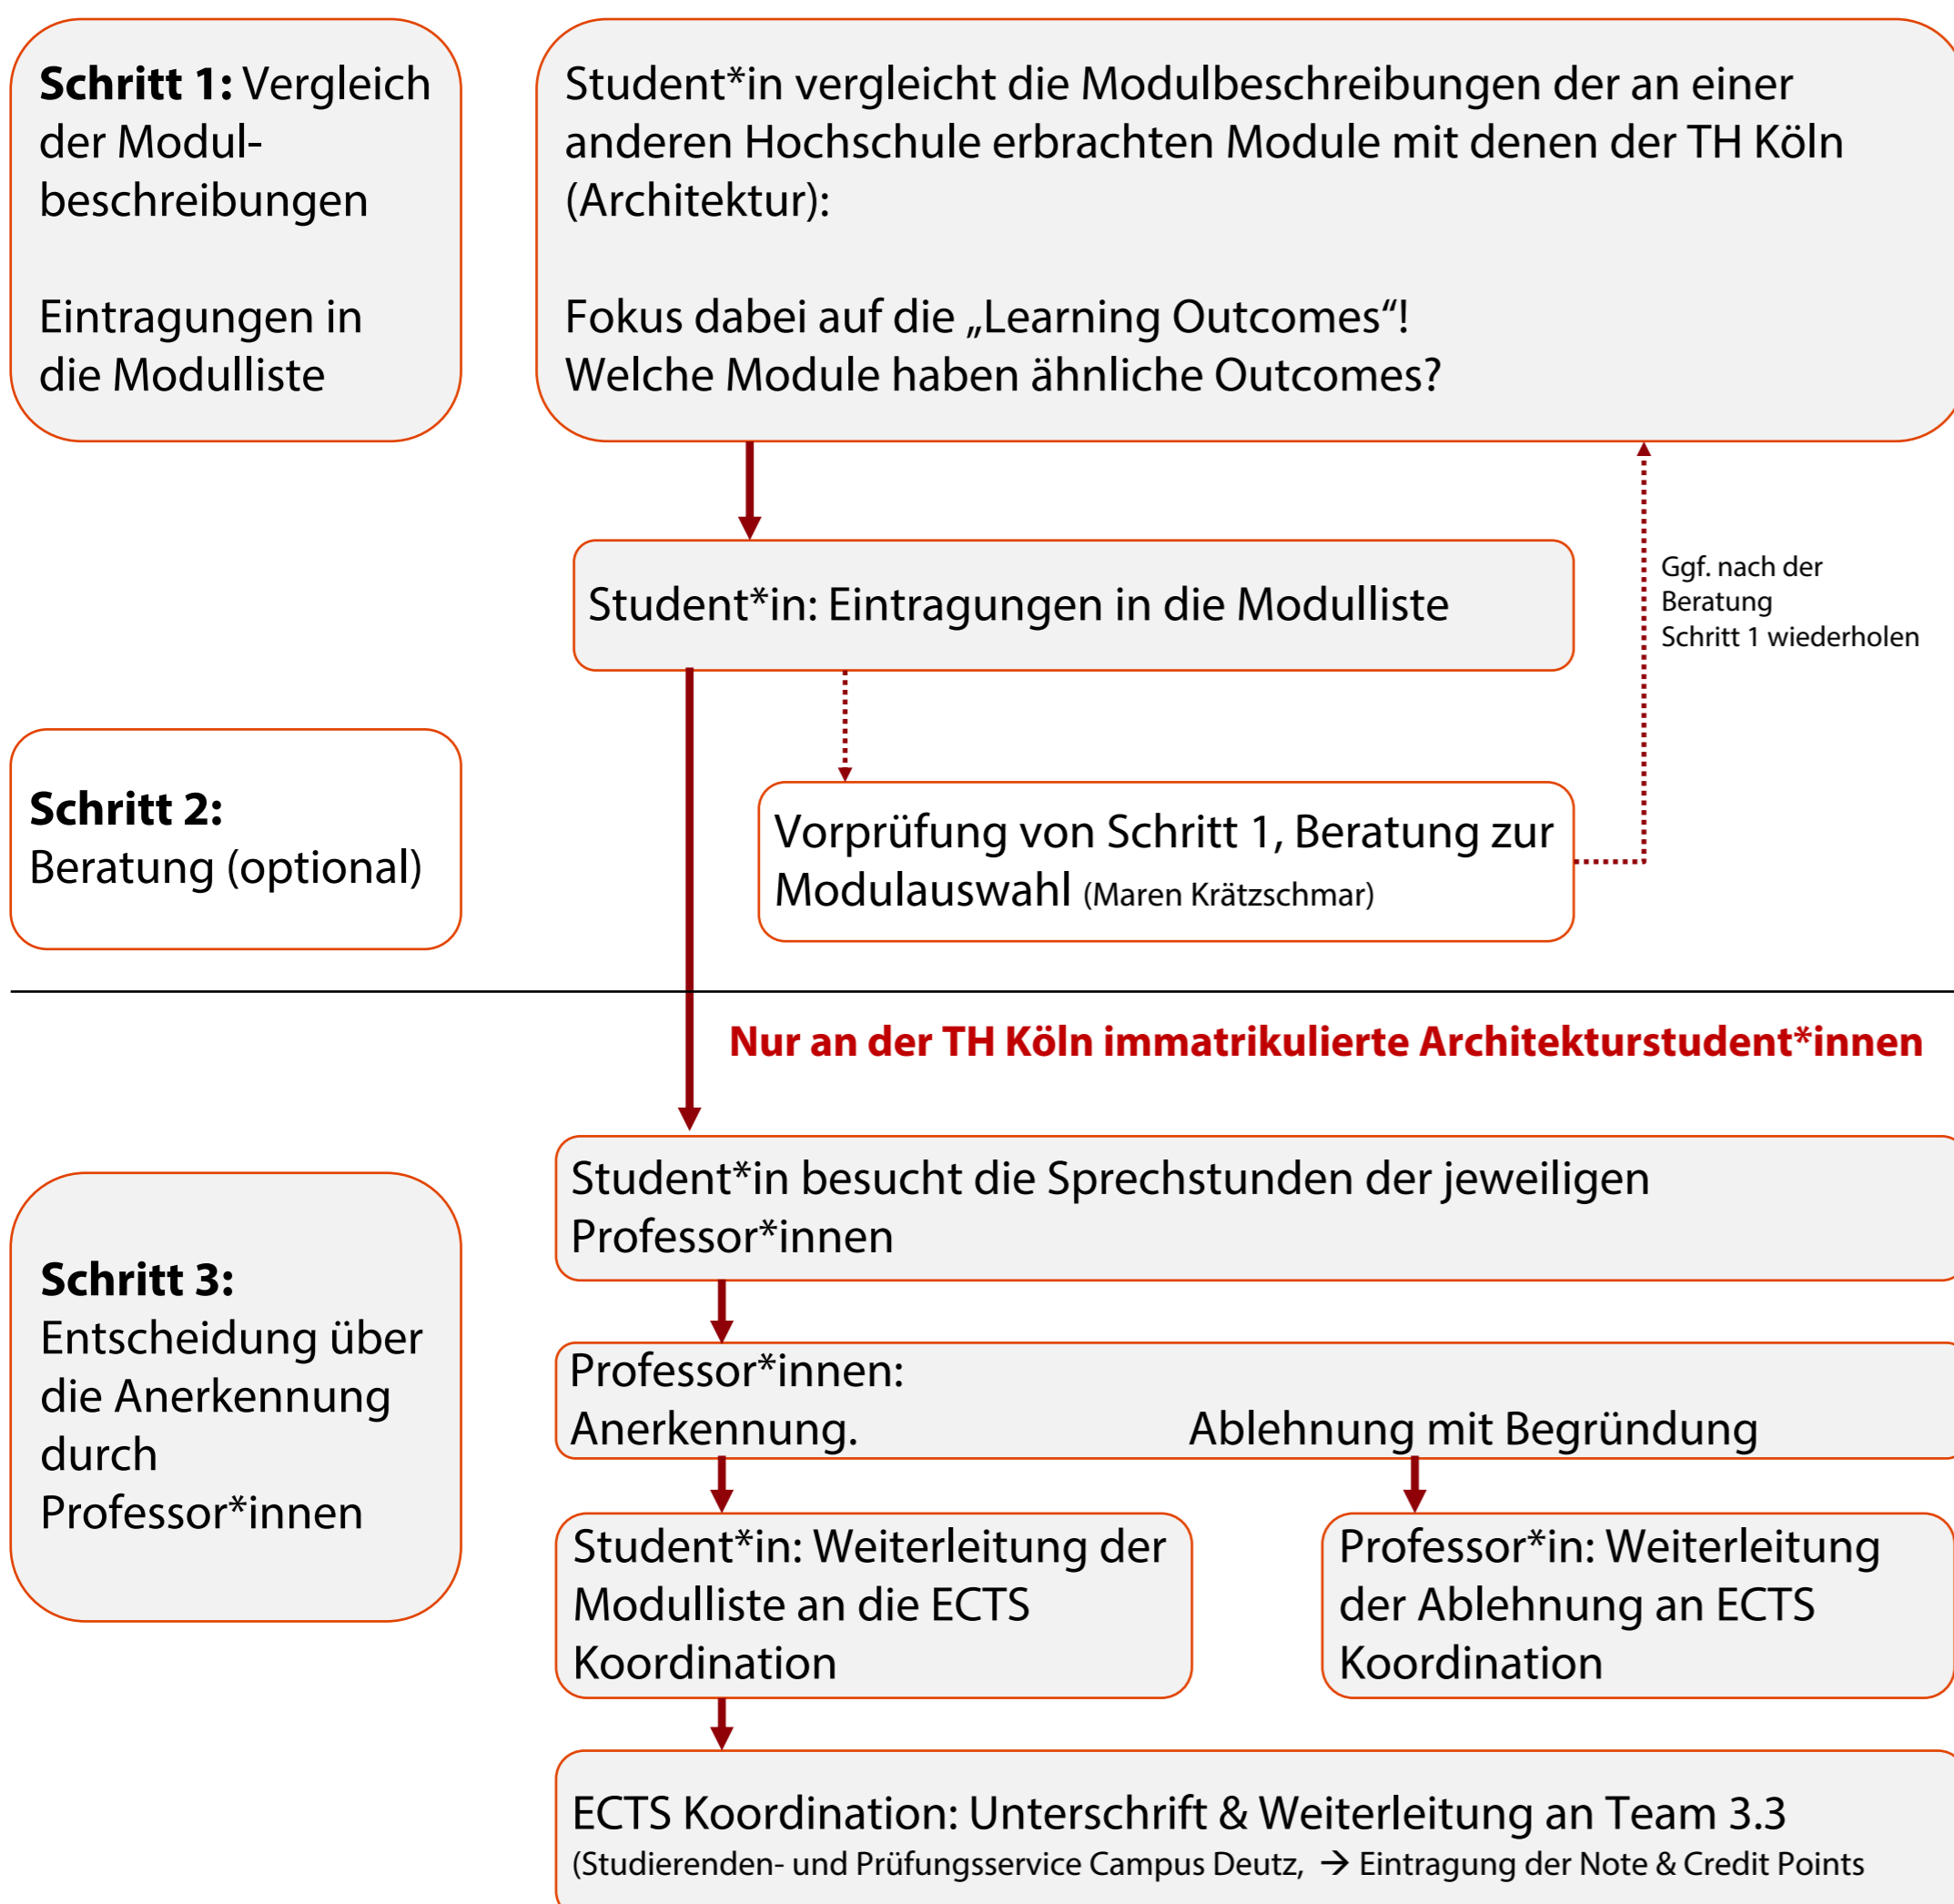 Schritt 1: Vergleich
der Modul-
beschreibungen
Eintragungen in
die Modulliste
Student*in vergleicht die Modulbeschreibungen der an einer
anderen Hochschule erbrachten Module mit denen der TH Köln
(Architektur):
Fokus dabei auf die „Learning Outcomes“!
Welche Module haben ähnliche Outcomes?
Student*in: Eintragungen in die Modulliste
Ggf. nach der
Beratung
Schritt 1 wiederholen
Schritt 2:
Beratung (optional)
Vorprüfung von Schritt 1, Beratung zur
Modulauswahl (Maren Krätzschmar)
Nur an der TH Köln immatrikulierte Architekturstudent*innen
Schritt 3:
Entscheidung über
die Anerkennung
durch
Professor*innen
Student*in besucht die Sprechstunden der jeweiligen
Professor*innen
Professor*innen:
Anerkennung. Ablehnung mit Begründung
Student*in: Weiterleitung der
Modulliste an die ECTS
Koordination
Professor*in: Weiterleitung
der Ablehnung an ECTS
Koordination
ECTS Koordination: Unterschrift & Weiterleitung an Team 3.3
(Studierenden- und Prüfungsservice Campus Deutz, → Eintragung der Note & Credit Points